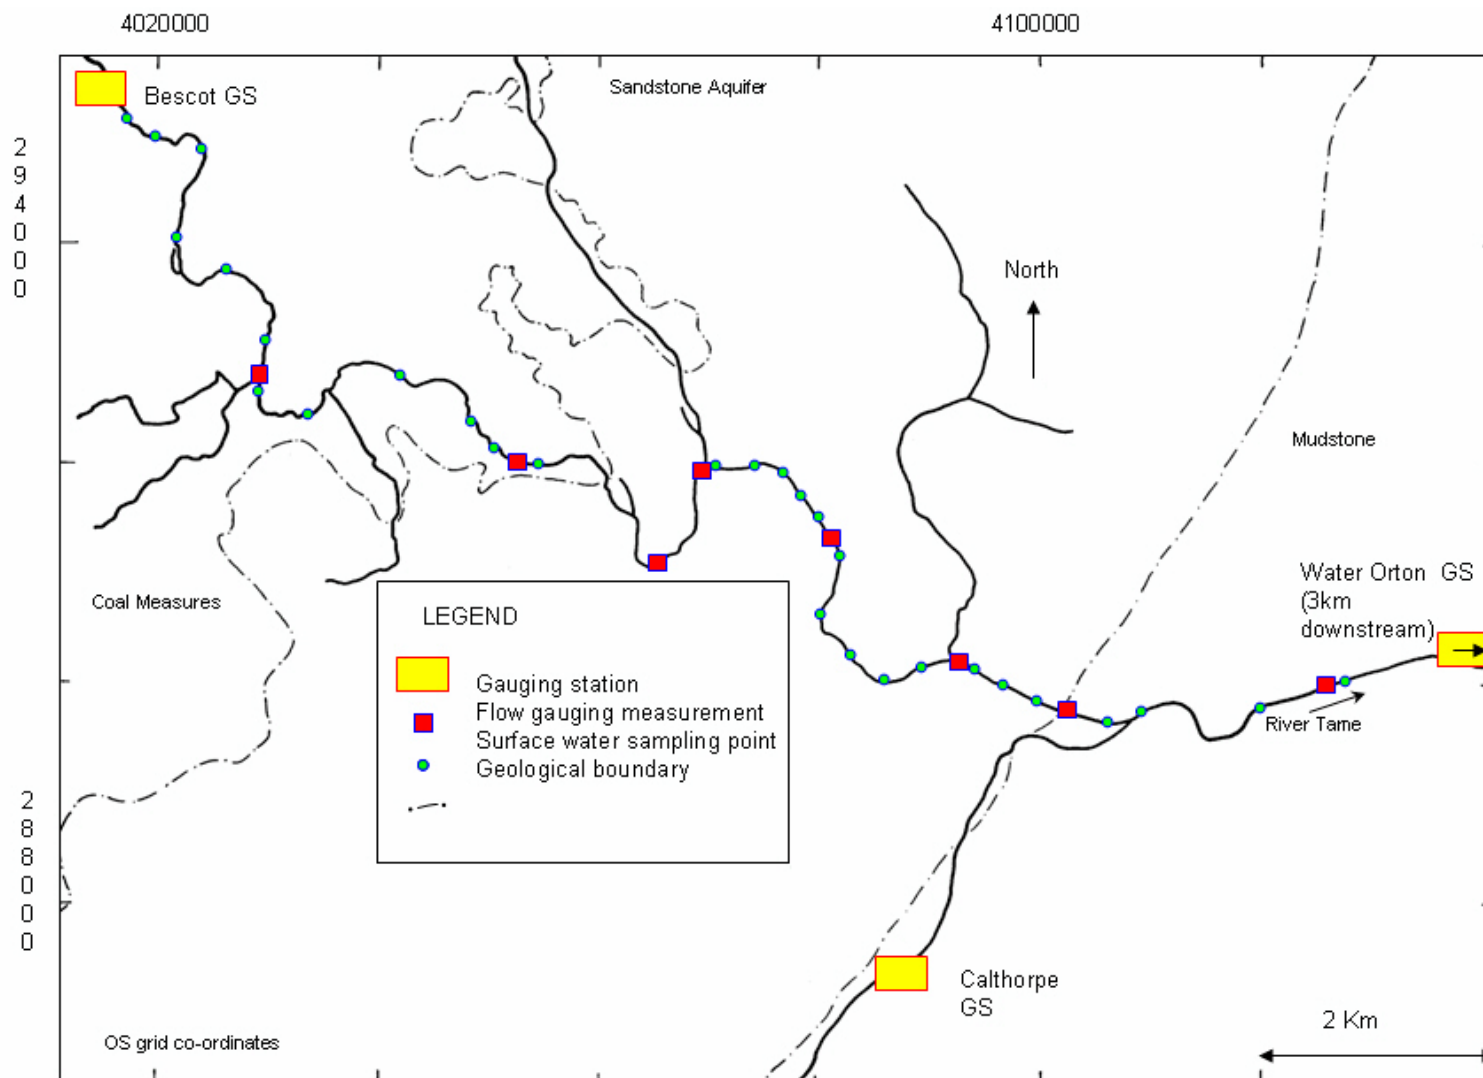 4020000
4100000
Bescot GS
Sandstone Aquifer
2
9
4
0
0
0
North
Mudstone
Coal Measures
Water Orton GS
(3km
downstream)
LEGEND
Gauging station
Flow gauging measurement
Surface water sampling point
Geological boundary
River Tame
2
8
8
0
0
0
Calthorpe
GS
2 Km
OS grid co-ordinates